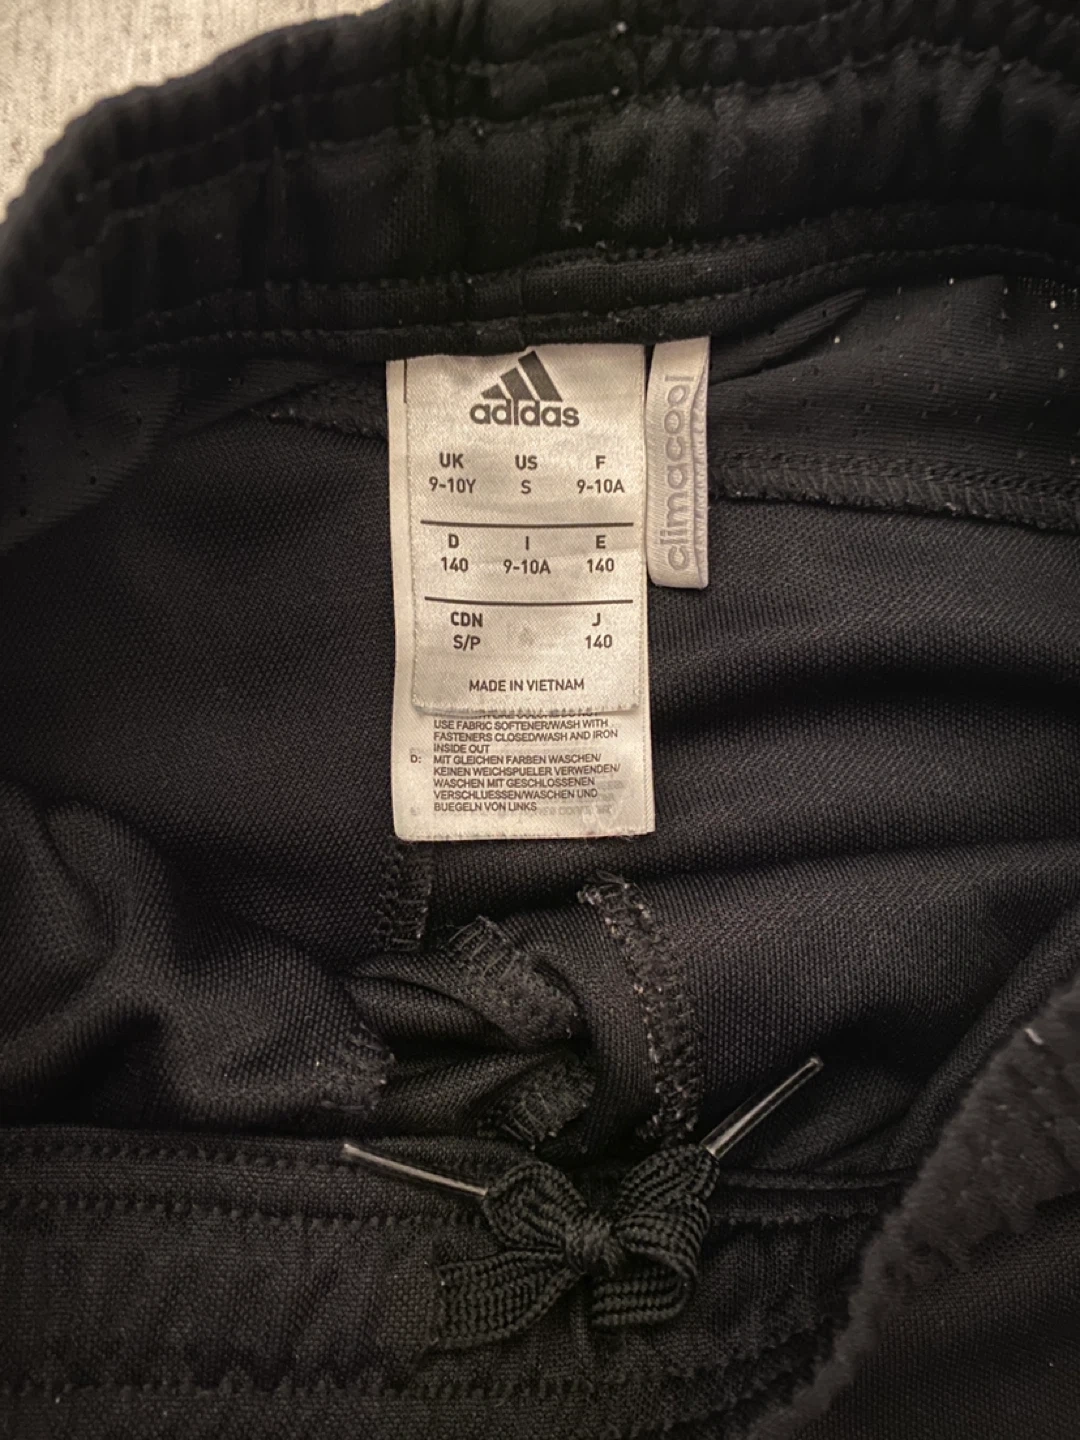 adidas
UK US F
9-10Y S 9-10A
D I E
140 9-10A 140
CDN J
S/P 140
MADE IN VIETNAM
USE FABRIC SOFTENER/WASH WITH
FASTENERS CLOSED/WASH AND IRON
INSIDE OUT
D: MIT GLEICHEN FARBEN WASCHEN/
KEINEN WEICHSPUELER VERWENDEN/
WASCHEN MIT GESCHLOSSENEN
VERSCHLUESSEN/WASCHEN UND
BUEGELN VON LINKS
climacool